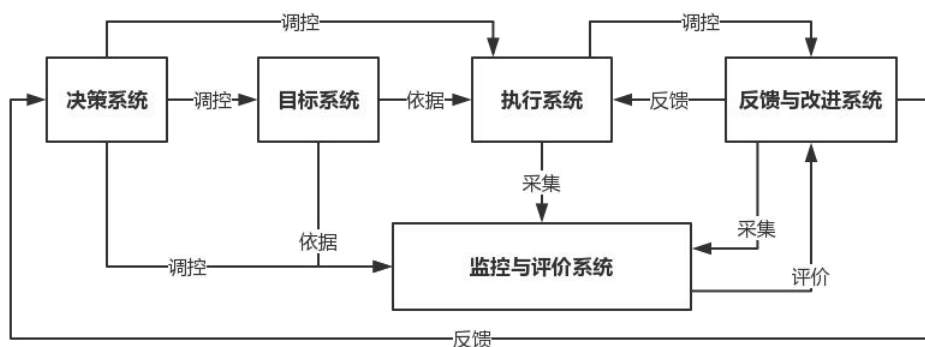 调控
调控
决策系统
调控
目标系统
依据
执行系统
反馈
反馈与改进系统
采集
依据
采集
调控
监控与评价系统
评价
反馈